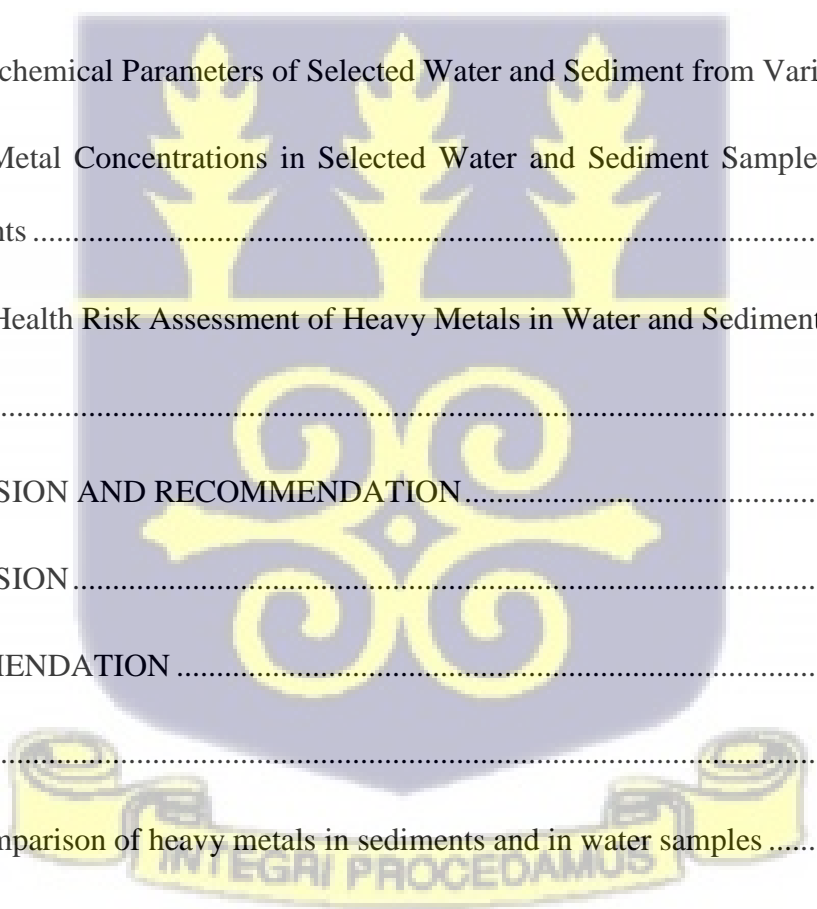 chemical Parameters of Selected Water and Sediment from Vari
Metal Concentrations in Selected Water and Sediment Sample
nts ................................................................................
Health Risk Assessment of Heavy Metals in Water and Sediment
................................................................................
SION AND RECOMMENDATION ................................................
SION ................................................................................
MENDATION ................................................................................
................................................................................
mparison of heavy metals in sediments and in water samples ......
INTEGRI PROCEDAMUS